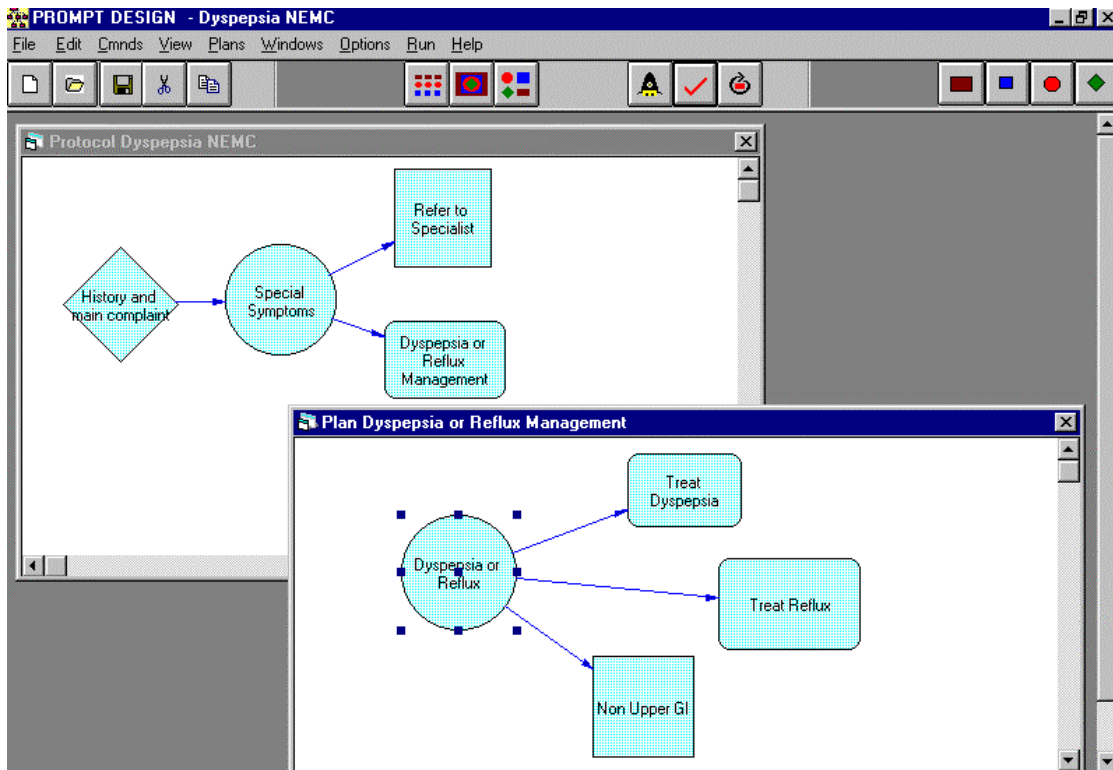 PROMPT DESIGN - Dyspepsia NEMC
File Edit Cmnds View Plans Windows Options Run Help
Protocol Dyspepsia NEMC
Refer to
Specialist
History and
main complaint
Special
Symptoms
Dyspepsia or
Reflux
Management
Plan Dyspepsia or Reflux Management
Treat
Dyspepsia
Dyspepsia or
Reflux
Treat Reflux
Non Upper GI